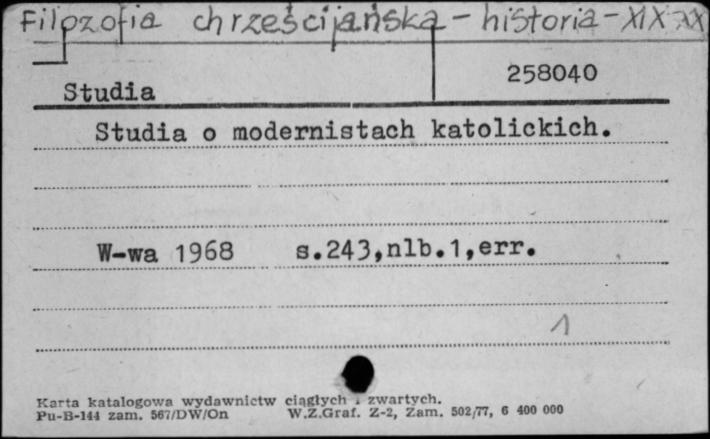 Filozofia chrześcijańska - historia - XIX-XX
258040
Studia
Studia o modernistach katolickich.
W-wa 1968 s.243,nlb.1,err.
1
Karta katalogowa wydawnictw ciągłych i zwartych.
Pu-B-144 zam. 567/DW/On W.Z.Graf. Z-2, Zam. 502/77, 6 400 000